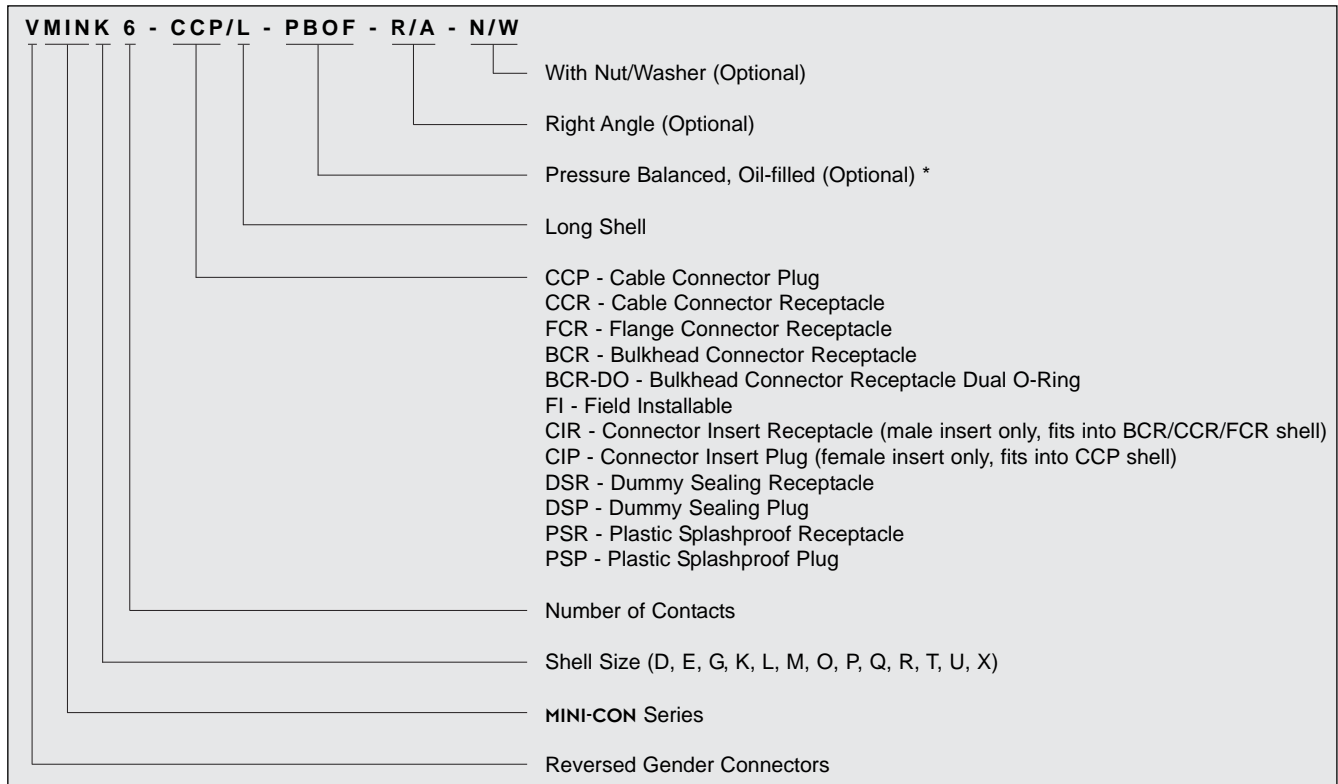 VMINK 6 - CCP/L - PBOF - R/A - N/W
With Nut/Washer (Optional)
Right Angle (Optional)
Pressure Balanced, Oil-filled (Optional) *
Long Shell
CCP - Cable Connector Plug
CCR - Cable Connector Receptacle
FCR - Flange Connector Receptacle
BCR - Bulkhead Connector Receptacle
BCR-DO - Bulkhead Connector Receptacle Dual O-Ring
FI - Field Installable
CIR - Connector Insert Receptacle (male insert only, fits into BCR/CCR/FCR shell)
CIP - Connector Insert Plug (female insert only, fits into CCP shell)
DSR - Dummy Sealing Receptacle
DSP - Dummy Sealing Plug
PSR - Plastic Splashproof Receptacle
PSP - Plastic Splashproof Plug
Number of Contacts
Shell Size (D, E, G, K, L, M, O, P, Q, R, T, U, X)
MINI-CON Series
Reversed Gender Connectors